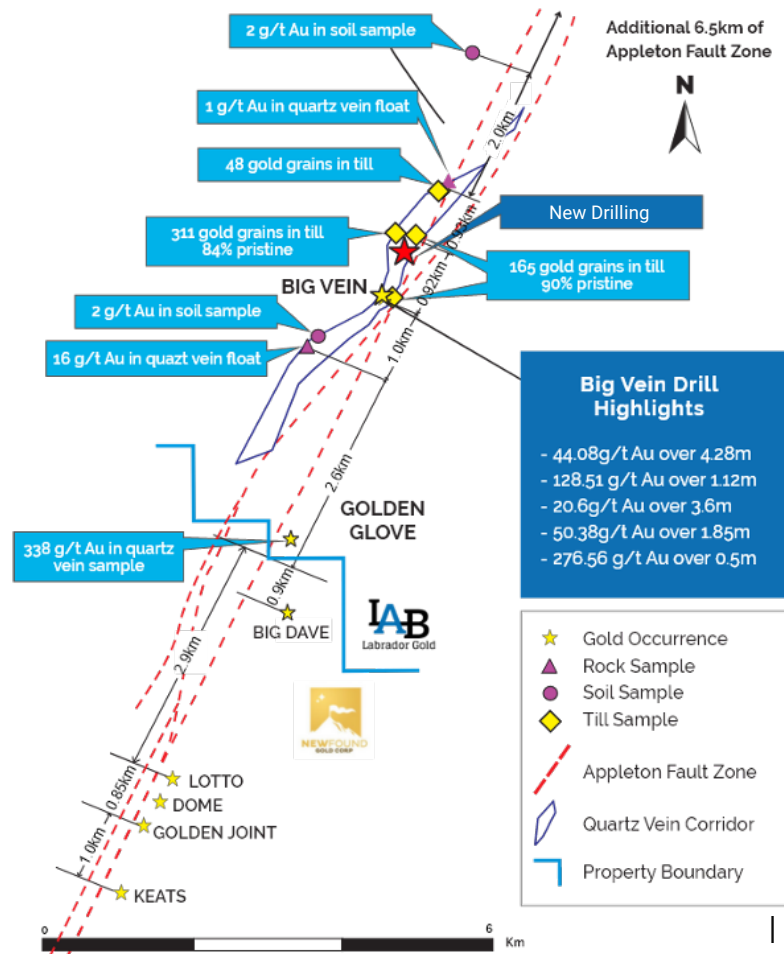 2 g/t Au in soil sample
Additional 6.5km of
Appleton Fault Zone
N
1 g/t Au in quartz vein float
2.0km
48 gold grains in till
New Drilling
311 gold grains in till
84% pristine
0.93km
165 gold grains in till
90% pristine
BIG VEIN
0.92km
2 g/t Au in soil sample
16 g/t Au in quazt vein float
1.0km
Big Vein Drill
Highlights
- 44.08g/t Au over 4.28m
- 128.51 g/t Au over 1.12m
- 20.6g/t Au over 3.6m
- 50.38g/t Au over 1.85m
- 276.56 g/t Au over 0.5m
2.6km
GOLDEN
GLOVE
338 g/t Au in quartz
vein sample
0.9km
BIG DAVE
LAB
Labrador Gold
2.9km
NEWFOUND
GOLD CORP
Gold Occurrence
Rock Sample
Soil Sample
Till Sample
Appleton Fault Zone
Quartz Vein Corridor
Property Boundary
LOTTO
0.85km
DOME
GOLDEN JOINT
1.0km
KEATS
0
6
Km